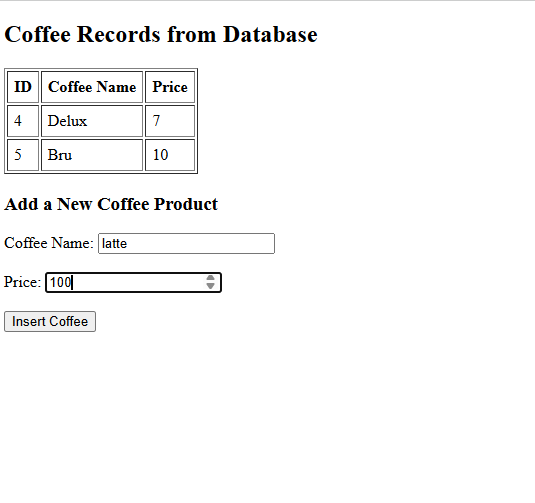 Coffee Records from Database
ID Coffee Name Price
4 Delux 7
5 Bru 10
Add a New Coffee Product
Coffee Name: latte
Price: 100
Insert Coffee